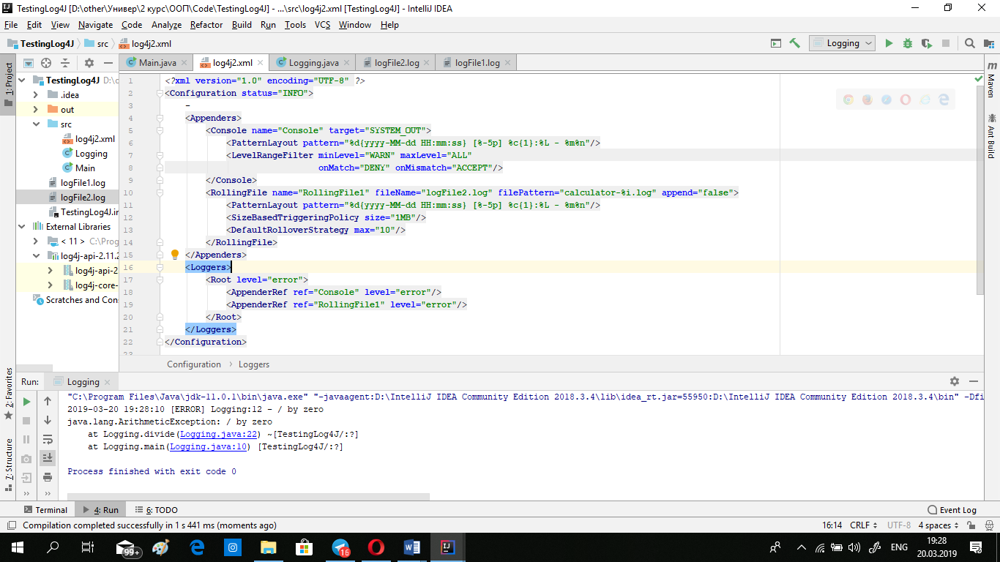 TestingLog4J [D:\other\Универ\2 курс\ООП\Code\TestingLog4J] - ...\src\log4j2.xml [TestingLog4J] - IntelliJ IDEA
File Edit View Navigate Code Analyze Refactor Build Run Tools VCS Window Help
TestingLog4J src log4j2.xml Logging
1: Project
Main.java log4j2.xml Logging.java logFile2.log logFile1.log
TestingLog4J D:\o
.idea
out
src
log4j2.xml
Logging
Main
logFile1.log
logFile2.log
TestingLog4J.in
External Libraries
< 11 > C:\Prog
log4j-api-2.11.2
log4j-api-2
log4j-core-
Scratches and Con
1 <?xml version="1.0" encoding="UTF-8" ?>
2 <Configuration status="INFO">
3 -
4 <Appenders>
5 <Console name="Console" target="SYSTEM_OUT">
6 <PatternLayout pattern="%d{yyyy-MM-dd HH:mm:ss} [%-5p] %c{1}:%L - %m%n"/>
7 <LevelRangeFilter minLevel="WARN" maxLevel="ALL"
8 onMatch="DENY" onMismatch="ACCEPT"/>
9 </Console>
10 <RollingFile name="RollingFile1" fileName="logFile2.log" filePattern="calculator-%i.log" append="false">
11 <PatternLayout pattern="%d{yyyy-MM-dd HH:mm:ss} [%-5p] %c{1}:%L - %m%n"/>
12 <SizeBasedTriggeringPolicy size="1MB"/>
13 <DefaultRolloverStrategy max="10"/>
14 </RollingFile>
15 </Appenders>
16 <Loggers>
17 <Root level="error">
18 <AppenderRef ref="Console" level="error"/>
19 <AppenderRef ref="RollingFile1" level="error"/>
20 </Root>
21 </Loggers>
22 </Configuration>
23
Configuration › Loggers
m Maven
Ant Build
2: Favorites
7: Structure
Run: Logging
"C:\Program Files\Java\jdk-11.0.1\bin\java.exe" "-javaagent:D:\IntelliJ IDEA Community Edition 2018.3.4\lib\idea_rt.jar=55950:D:\IntelliJ IDEA Community Edition 2018.3.4\bin" -Dfi
2019-03-20 19:28:10 [ERROR] Logging:12 - / by zero
java.lang.ArithmeticException: / by zero
at Logging.divide(Logging.java:22) ~[TestingLog4J/:?]
at Logging.main(Logging.java:10) [TestingLog4J/:?]
Process finished with exit code 0
Terminal 4: Run 6: TODO Event Log
Compilation completed successfully in 1 s 441 ms (moments ago) 16:14 CRLF UTF-8 4 spaces
99+ 16 ENG 19:28
20.03.2019